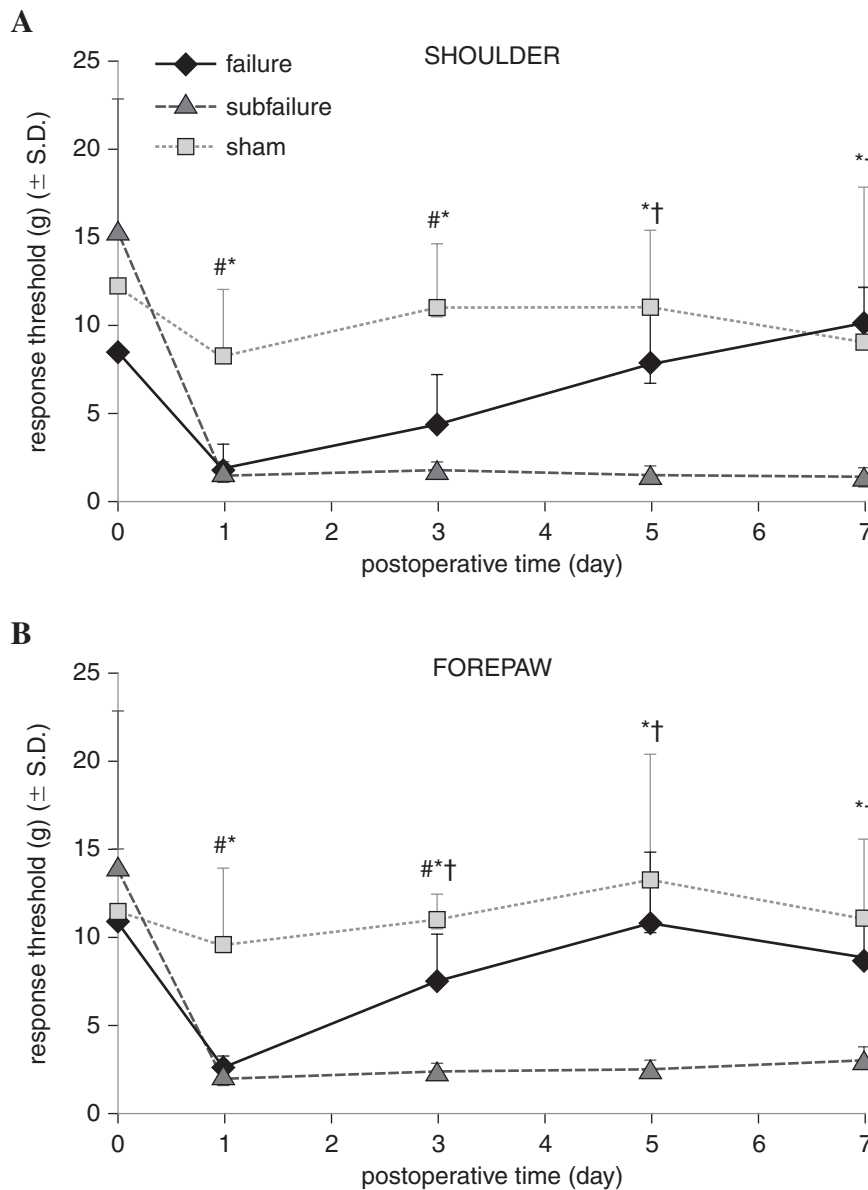 A
SHOULDER
failure
subfailure
sham
25
20
15
10
5
0
response threshold (g) (± S.D.)
#*
#*
*†
*
0 1 2 3 4 5 6 7
postoperative time (day)
B
FOREPAW
25
20
15
10
5
0
response threshold (g) (± S.D.)
#*
#*†
*†
*
0 1 2 3 4 5 6 7
postoperative time (day)